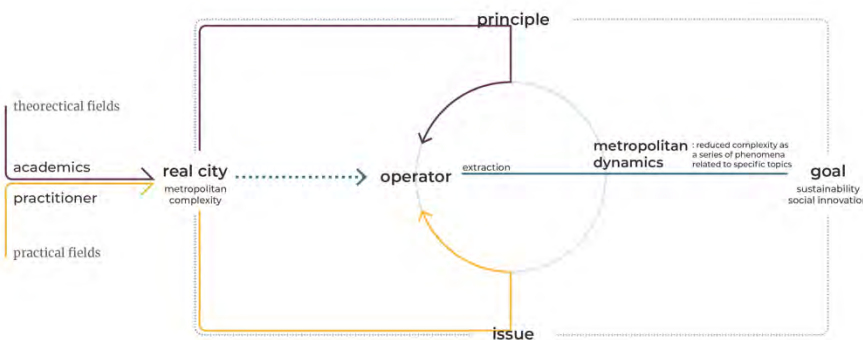 principle
theorectical fields
academics
practitioner
practical fields
real city
metropolitan
complexity
operator
extraction
metropolitan
dynamics
: reduced complexity as
a series of phenomena
related to specific topics
goal
sustainability
social innovation
issue